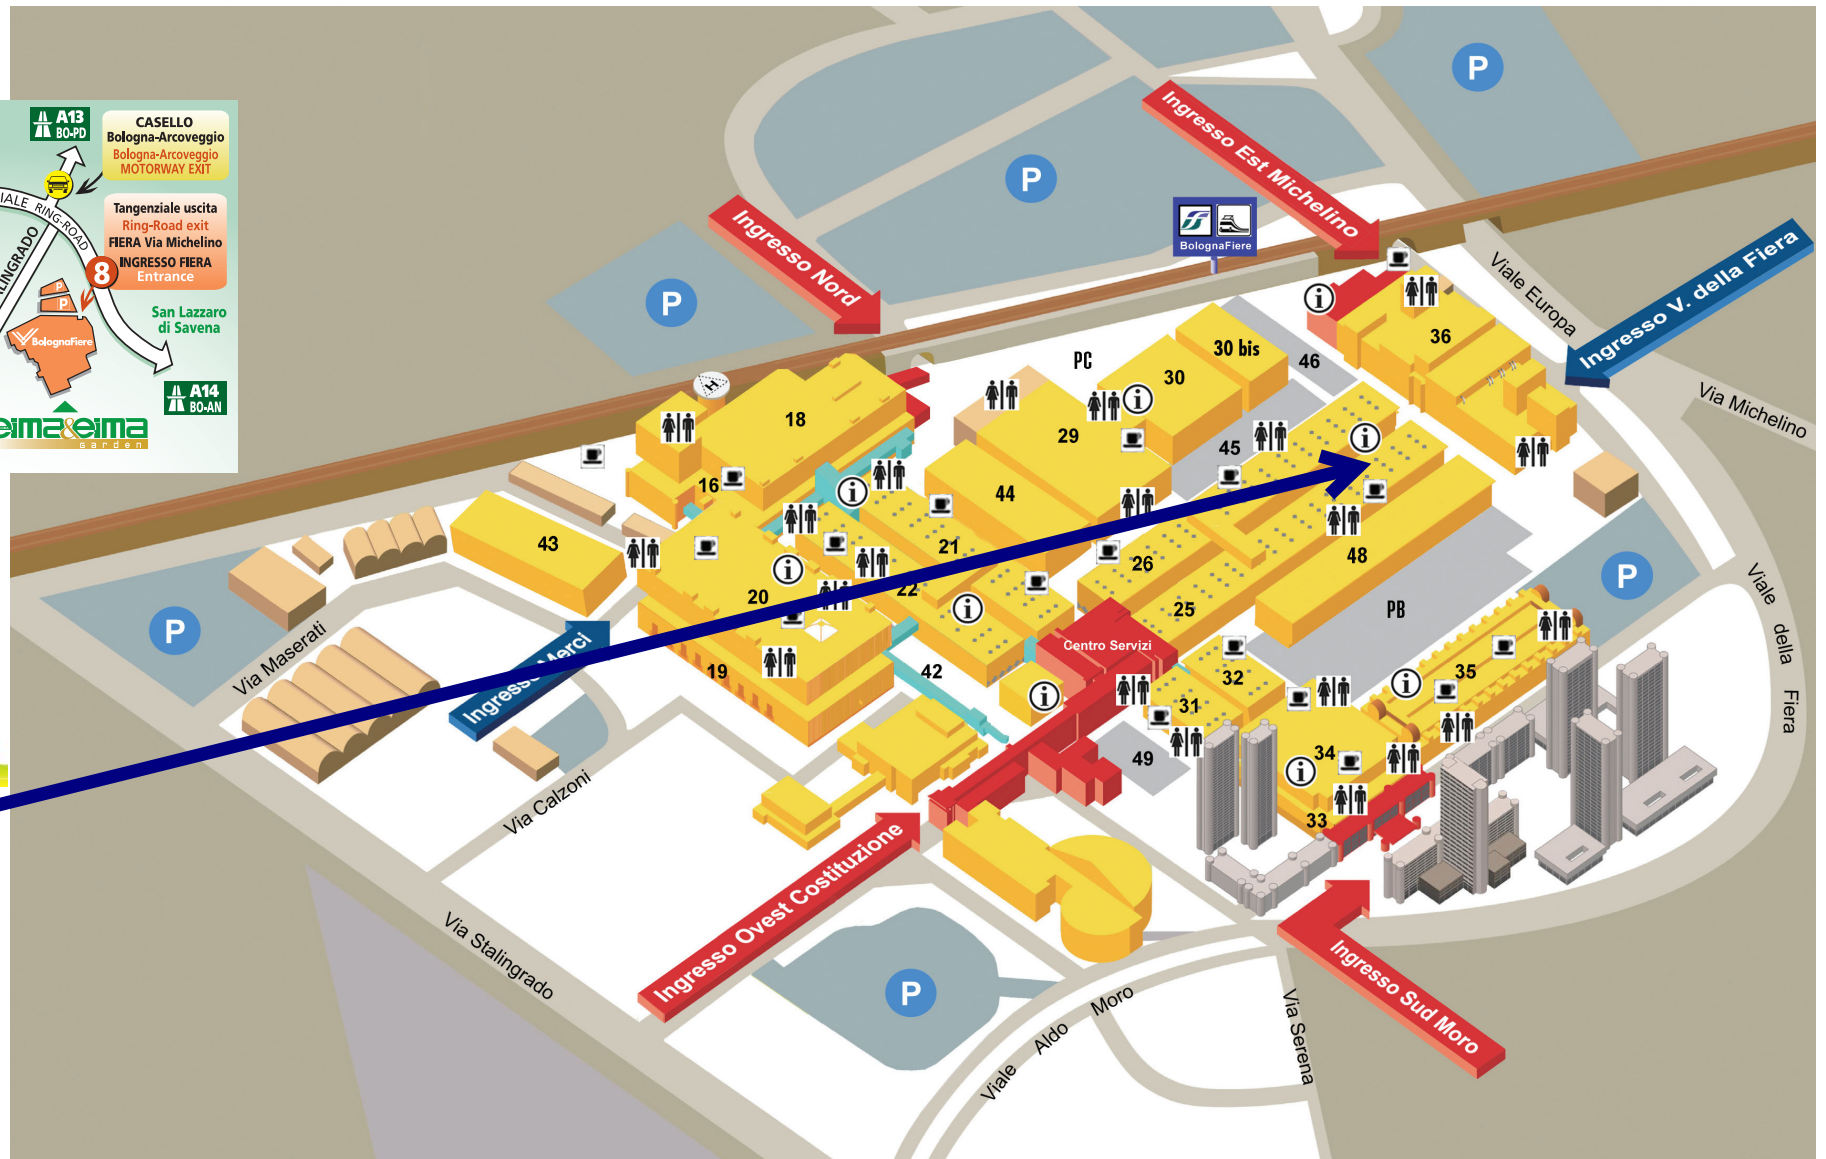 A13
BO-PD
CASELLO
Bologna-Arcoveggio
Bologna-Arcoveggio
MOTORWAY EXIT
IALE RING-ROAD
Tangenziale uscita
Ring-Road exit
FIERA Via Michelino
INGRESSO FIERA
Entrance
8
P
P
BolognaFiere
San Lazzaro
di Savena
A14
BO-AN
eima&eima
garden
P
P
P
Ingresso Est Michelino
Ingresso Nord
BolognaFiere
Viale Europa
Ingresso V. della Fiera
Via Michelino
H
PC
30 bis
46
36
30
18
29
45
16
44
43
21
26
48
20
22
25
PB
P
P
Viale
della
Fiera
Via Maserati
Ingresso Merci
19
42
Centro Servizi
32
35
31
49
34
33
Via Calzoni
Ingresso Ovest Costituzione
Via Stalingrado
P
Viale Aldo Moro
Via Serena
Ingresso Sud Moro